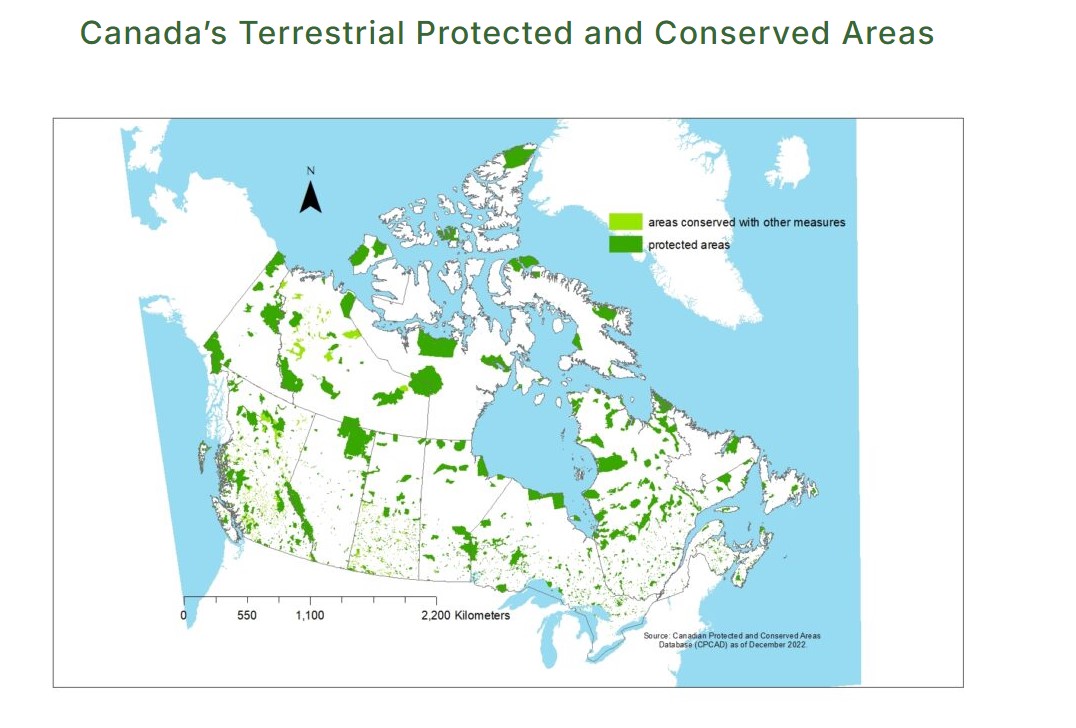 Canada’s Terrestrial Protected and Conserved Areas
N
areas conserved with other measures
protected areas
0 550 1,100 2,200 Kilometers
Source: Canadian Protected and Conserved Areas
Database (CPCAD) as of December 2022.